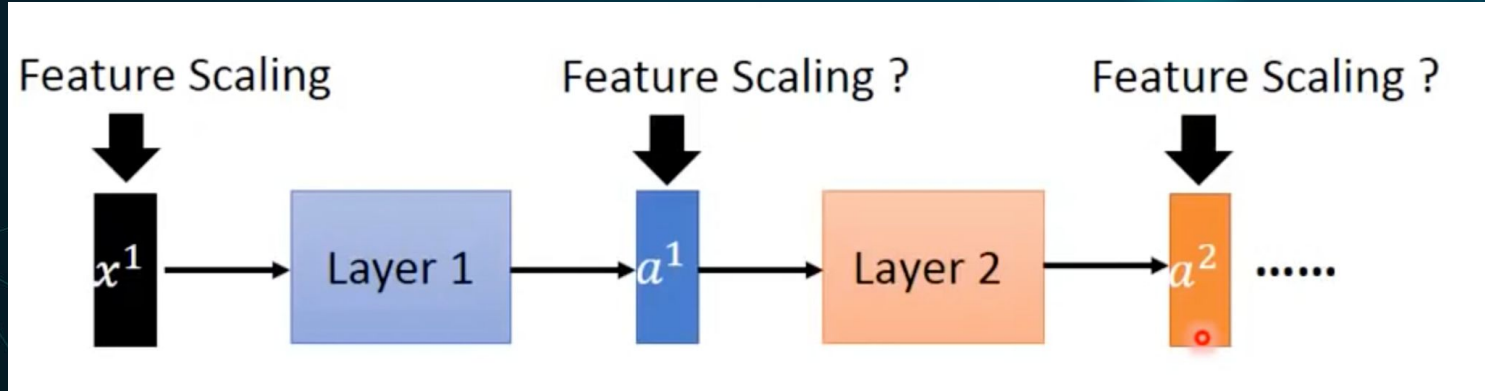 Feature Scaling
Feature Scaling ?
Feature Scaling ?
x¹
Layer 1
a¹
Layer 2
a²
......